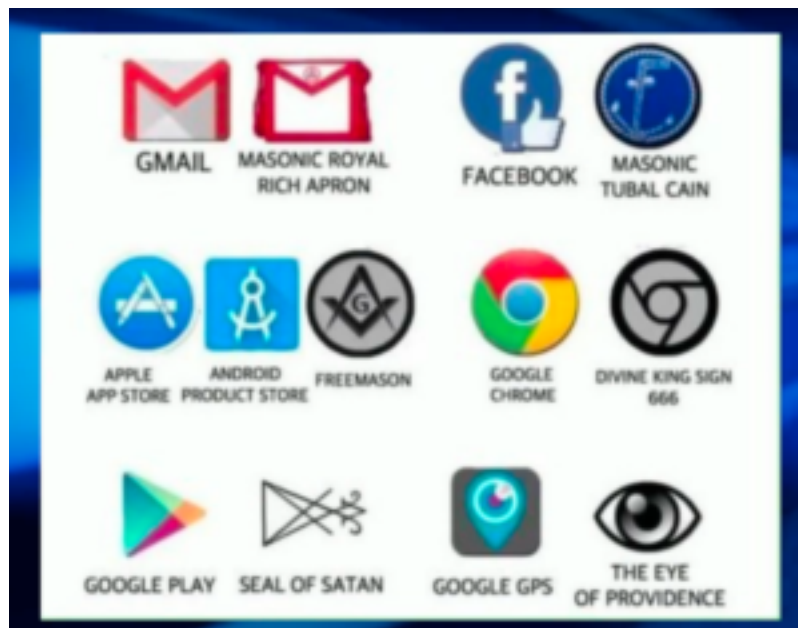 GMAIL
MASONIC ROYAL
RICH APRON
FACEBOOK
MASONIC
TUBAL CAIN
APPLE
APP STORE
ANDROID
PRODUCT STORE
G
FREEMASON
GOOGLE
CHROME
DIVINE KING SIGN
666
GOOGLE PLAY
SEAL OF SATAN
GOOGLE GPS
THE EYE
OF PROVIDENCE